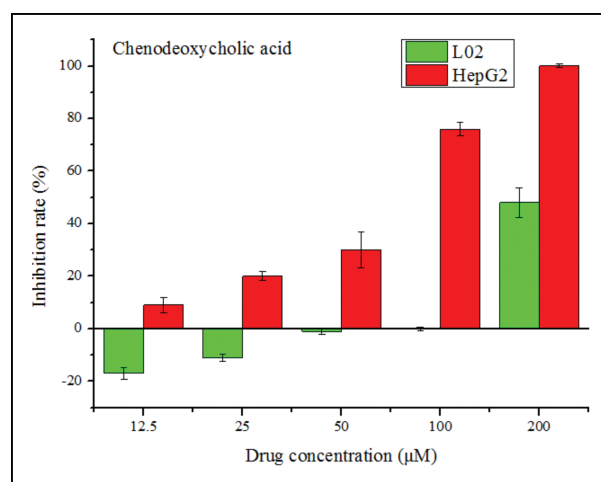 Chenodeoxycholic acid
L02
HepG2
100
80
60
40
20
0
-20
Inhibition rate (%)
12.5 25 50 100 200
Drug concentration (μM)